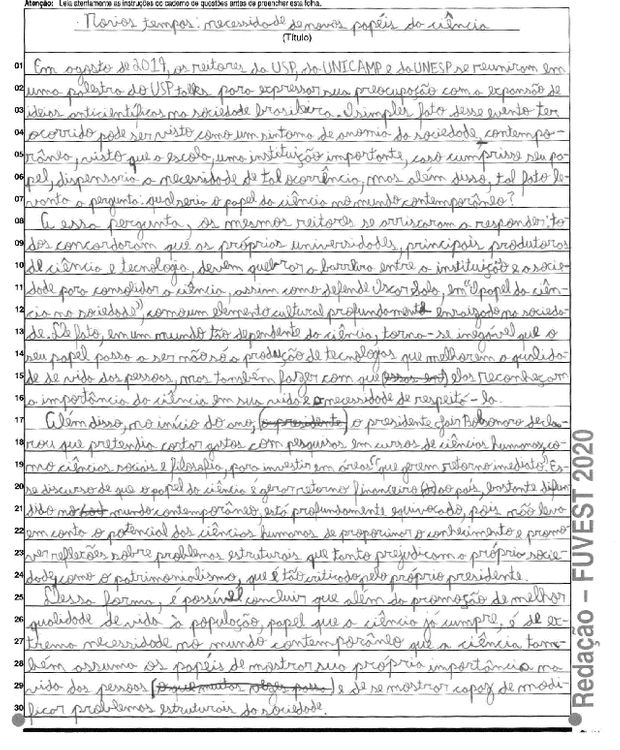 Atenção: Leia atentamente as instruções do caderno de questões antes de preencher esta folha.
Novos tempos: necessidade de novos papéis da ciência
(Título)
01 Em agosto de 2019, os reitores da USP, da UNICAMP e da UNESP se reuniram em
02 uma palestra do USP talks para expressar sua preocupação com a expansão de
03 ideias anticientíficas na sociedade brasileira. O simples fato desse evento ter
04 ocorrido pode ser visto como um sintoma de anomia da sociedade contempo-
05 rânea, visto que a escola, uma instituição importante, caso cumprisse seu pa-
06 pel, dispensaria a necessidade de tal ocorrência, mas além disso, tal fato le-
07 vanta a pergunta: qual seria o papel da ciência no mundo contemporâneo?
08 A essa pergunta, os mesmos reitores se arriscaram a responder: to-
09 dos concordaram que as próprias universidades, principais produtoras
10 de ciência e tecnologia, devem quebrar a barreira entre a instituição e a socie-
11 dade para consolidar a ciência, assim como defende Oscar Sala, em "O papel da ciên-
12 cia na sociedade", como um elemento cultural profundamente enraizado na socieda-
13 de. De fato, em um mundo tão dependente da ciência, torna-se inegável que o
14 seu papel passa a ser não só a produção de tecnologias que melhorem a qualida-
15 de de vida das pessoas, mas também fazer com que (essas em) elas reconheçam
16 a importância da ciência em sua vida e a necessidade de respeitá-la.
17 Além disso, no início do ano, (o presidente) o presidente Jair Bolsonaro decla-
18 rou que pretendia cortar gastos com pesquisas em cursos de ciências humanas, co-
19 mo ciências sociais e filosofia, para investir em áreas "que gerem retorno imediato". Es-
20 se discurso de que o papel da ciência é gerar retorno financeiro ao país, bastante difun-
21 dido no mundo contemporâneo, está profundamente equivocado, pois não leva
22 em conta o potencial das ciências humanas de proporcionar o conhecimento e promo-
23 ver reflexões sobre problemas estruturais que tanto prejudicam a própria socie-
24 dade, como o patrimonialismo, que é tão criticado pelo próprio presidente.
25 Dessa forma, é possível concluir que além da promoção de melhor
26 qualidade de vida à população, papel que a ciência já cumpre, é de ex-
27 trema necessidade no mundo contemporâneo que a ciência tam-
28 bém assuma os papéis de mostrar sua própria importância na
29 vida das pessoas e de se mostrar capaz de modi-
30 ficar problemas estruturais da sociedade.
Redação – FUVEST 2020